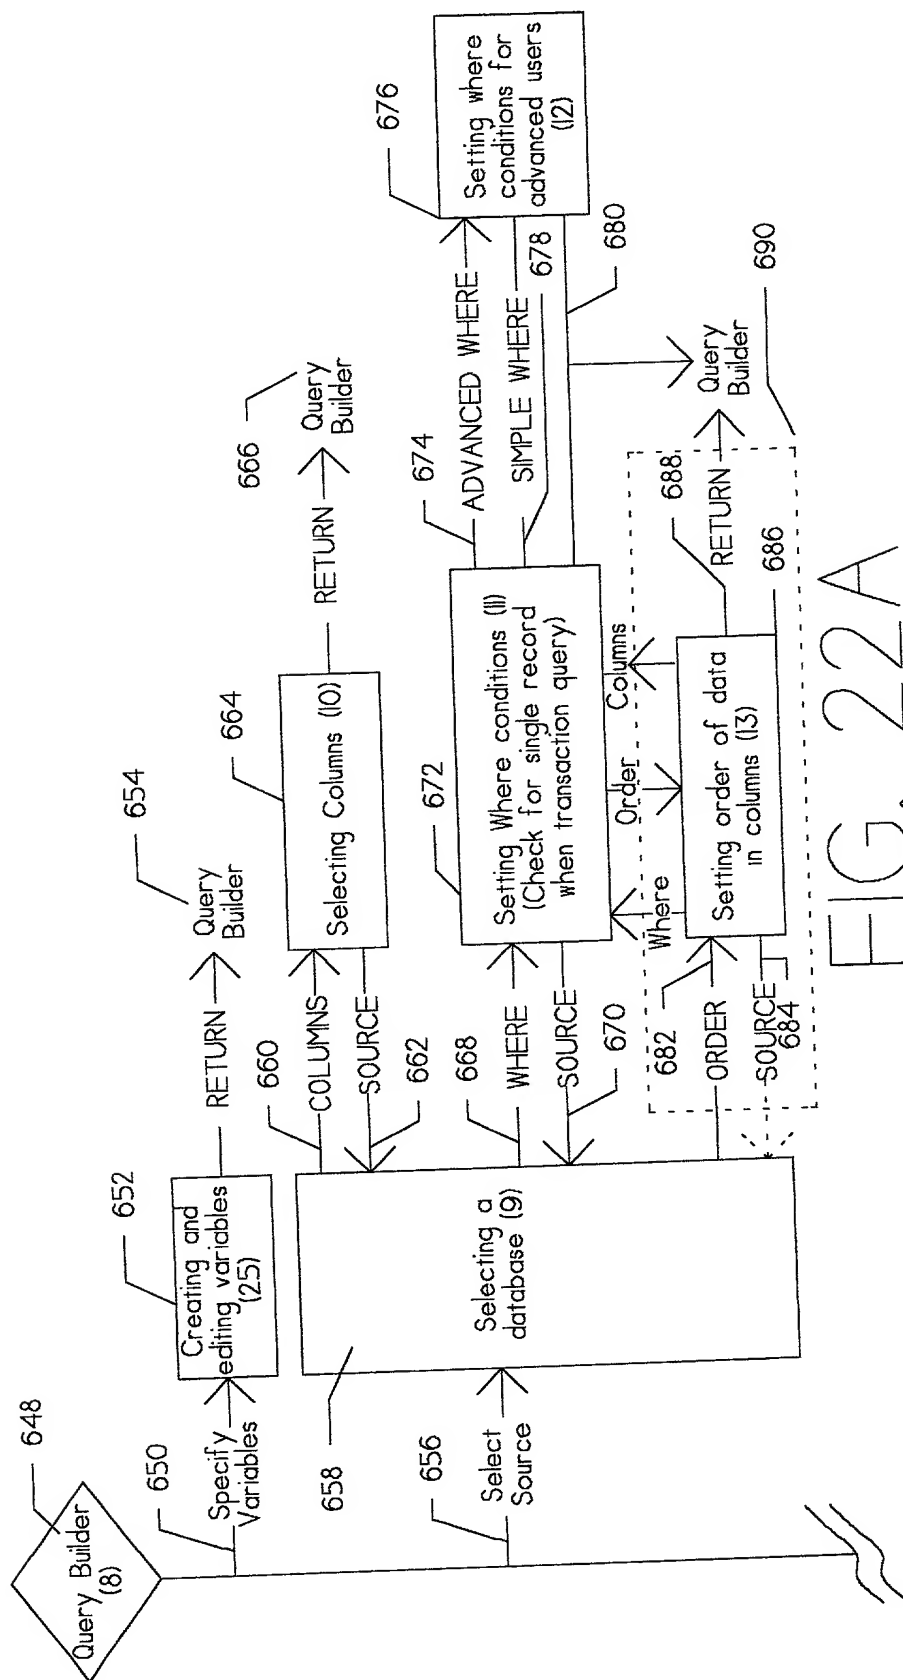 648
Query Builder
(8)
650
Specify
Variables
652
Creating and
editing variables
(25)
RETURN
654
Query
Builder
656
Select
Source
658
Selecting a
database (9)
660
COLUMNS
SOURCE
662
664
Selecting Columns (10)
RETURN
666
Query
Builder
668
WHERE
SOURCE
670
672
Setting Where conditions (11)
(Check for single record
when transaction query)
674
ADVANCED WHERE
SIMPLE WHERE
676
Setting where
conditions for
advanced users
(12)
678
680
Where
Order
Columns
682
ORDER
SOURCE
684
Setting order of data
in columns (13)
686
688
RETURN
Query
Builder
690
FIG. 22A